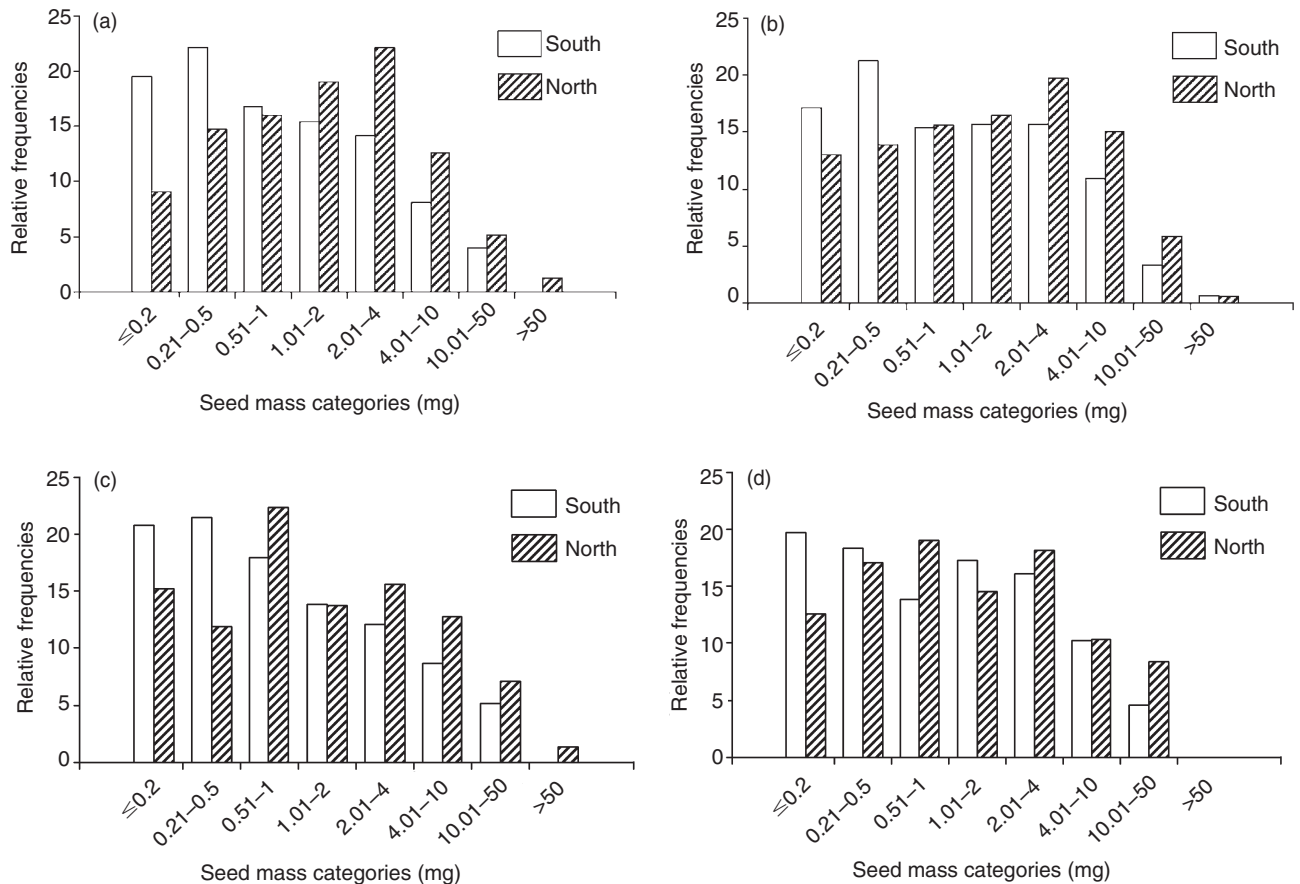 (a)
South
North
Relative frequencies
25
20
15
10
5
0
≤0.2
0.21–0.5
0.51–1
1.01–2
2.01–4
4.01–10
10.01–50
>50
Seed mass categories (mg)
(b)
South
North
Relative frequencies
25
20
15
10
5
0
≤0.2
0.21–0.5
0.51–1
1.01–2
2.01–4
4.01–10
10.01–50
>50
Seed mass categories (mg)
(c)
South
North
Relative frequencies
25
20
15
10
5
0
≤0.2
0.21–0.5
0.51–1
1.01–2
2.01–4
4.01–10
10.01–50
>50
Seed mass categories (mg)
(d)
South
North
Relative frequencies
25
20
15
10
5
0
≤0.2
0.21–0.5
0.51–1
1.01–2
2.01–4
4.01–10
10.01–50
>50
Seed mass categories (mg)